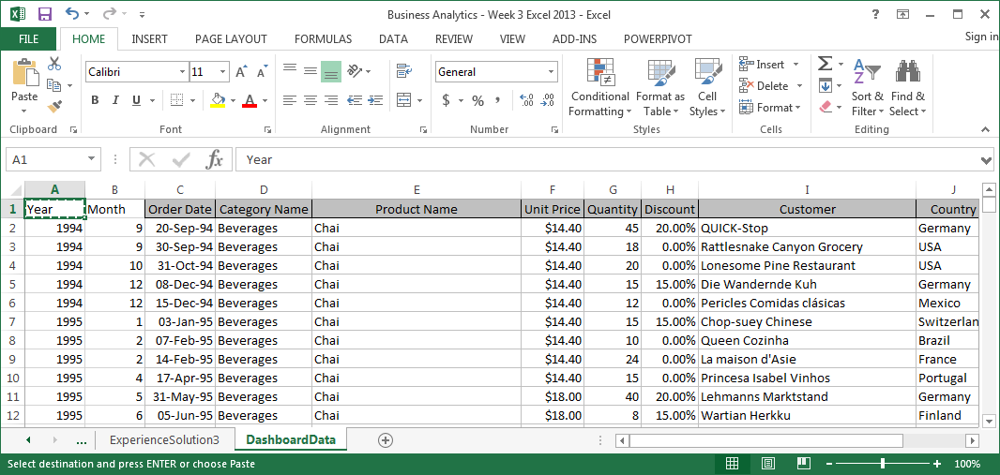 Business Analytics - Week 3 Excel 2013 - Excel
FILE HOME INSERT PAGE LAYOUT FORMULAS DATA REVIEW VIEW ADD-INS POWERPIVOT Sign in
Paste
Calibri 11
B I U A
General
$ % ,
Conditional Formatting
Format as Table
Cell Styles
Insert
Delete
Format
Sort & Filter
Find & Select
Clipboard Font Alignment Number Styles Cells Editing
A1 fx Year
A B C D E F G H I J
1 Year Month Order Date Category Name Product Name Unit Price Quantity Discount Customer Country
2 1994 9 20-Sep-94 Beverages Chai $14.40 45 20.00% QUICK-Stop Germany
3 1994 9 30-Sep-94 Beverages Chai $14.40 18 0.00% Rattlesnake Canyon Grocery USA
4 1994 10 31-Oct-94 Beverages Chai $14.40 20 0.00% Lonesome Pine Restaurant USA
5 1994 12 08-Dec-94 Beverages Chai $14.40 15 15.00% Die Wandernde Kuh Germany
6 1994 12 15-Dec-94 Beverages Chai $14.40 12 0.00% Pericles Comidas clásicas Mexico
7 1995 1 03-Jan-95 Beverages Chai $14.40 15 15.00% Chop-suey Chinese Switzerlan
8 1995 2 07-Feb-95 Beverages Chai $14.40 10 0.00% Queen Cozinha Brazil
9 1995 2 14-Feb-95 Beverages Chai $14.40 24 0.00% La maison d'Asie France
10 1995 4 17-Apr-95 Beverages Chai $14.40 15 0.00% Princesa Isabel Vinhos Portugal
11 1995 5 31-May-95 Beverages Chai $18.00 40 20.00% Lehmanns Marktstand Germany
12 1995 6 05-Jun-95 Beverages Chai $18.00 8 15.00% Wartian Herkku Finland
... ExperienceSolution3 DashboardData
Select destination and press ENTER or choose Paste 100%